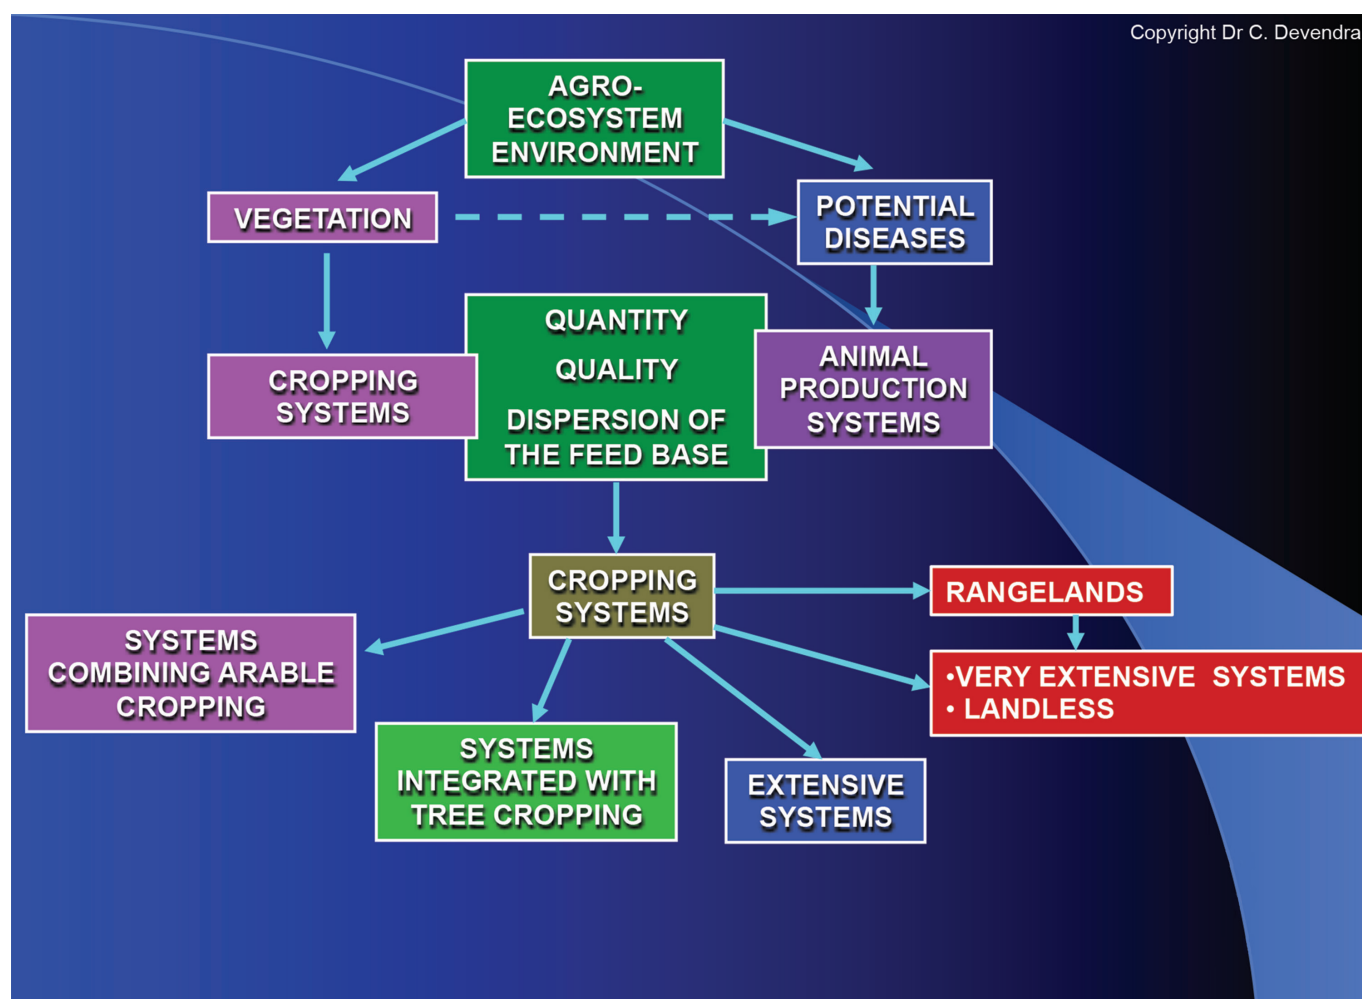 Copyright Dr C. Devendra
AGRO-
ECOSYSTEM
ENVIRONMENT
VEGETATION
POTENTIAL
DISEASES
QUANTITY
QUALITY
DISPERSION OF
THE FEED BASE
CROPPING
SYSTEMS
ANIMAL
PRODUCTION
SYSTEMS
CROPPING
SYSTEMS
RANGELANDS
SYSTEMS
COMBINING ARABLE
CROPPING
•VERY EXTENSIVE SYSTEMS
• LANDLESS
SYSTEMS
INTEGRATED WITH
TREE CROPPING
EXTENSIVE
SYSTEMS